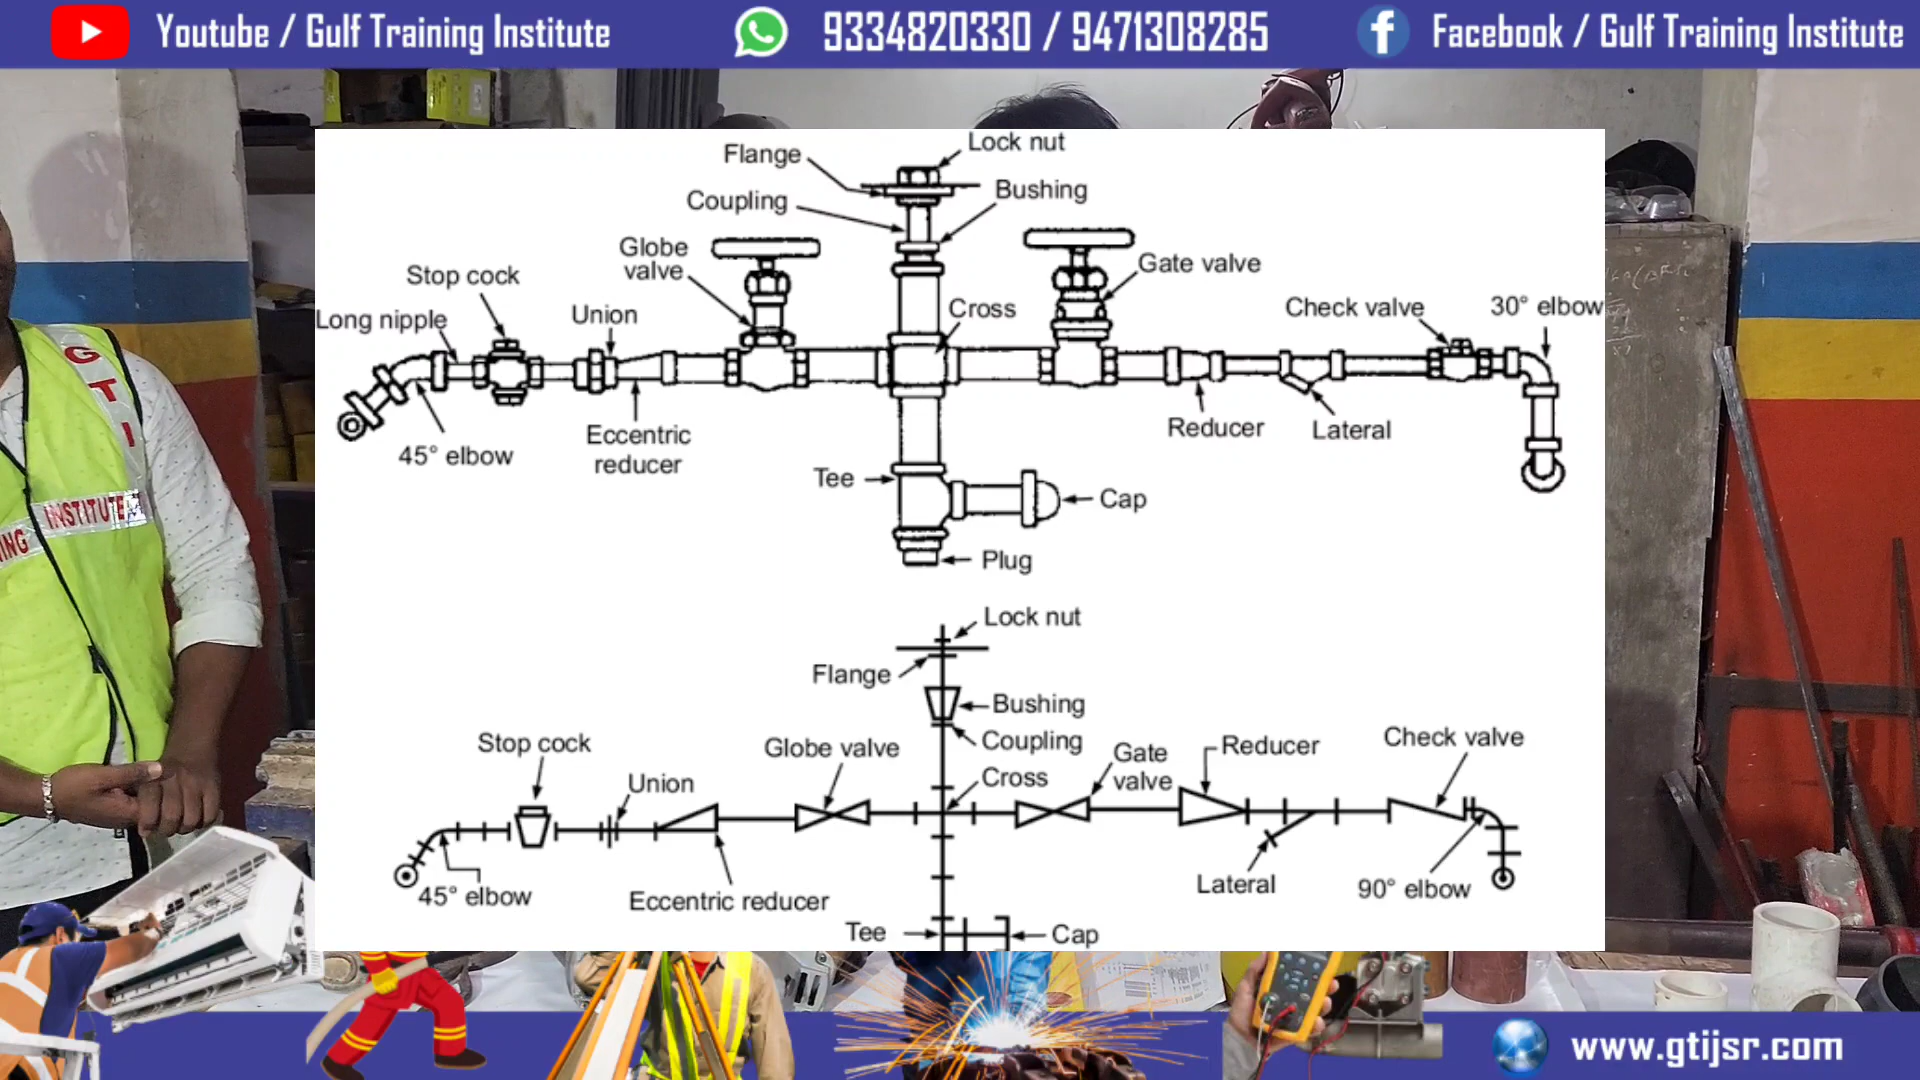 Youtube / Gulf Training Institute
9334820330 / 9471308285
Facebook / Gulf Training Institute
Lock nut
Flange
Bushing
Coupling
Globe
valve
Gate valve
Stop cock
Cross
Check valve
30° elbow
Union
Long nipple
Reducer
Lateral
Eccentric
reducer
45° elbow
Tee
Cap
Plug
GTI
INSTITUTE
ING
Lock nut
Flange
Bushing
Coupling
Stop cock
Globe valve
Gate
valve
Reducer
Check valve
Union
Cross
45° elbow
Eccentric reducer
Lateral
90° elbow
Tee
Cap
www.gtijsr.com